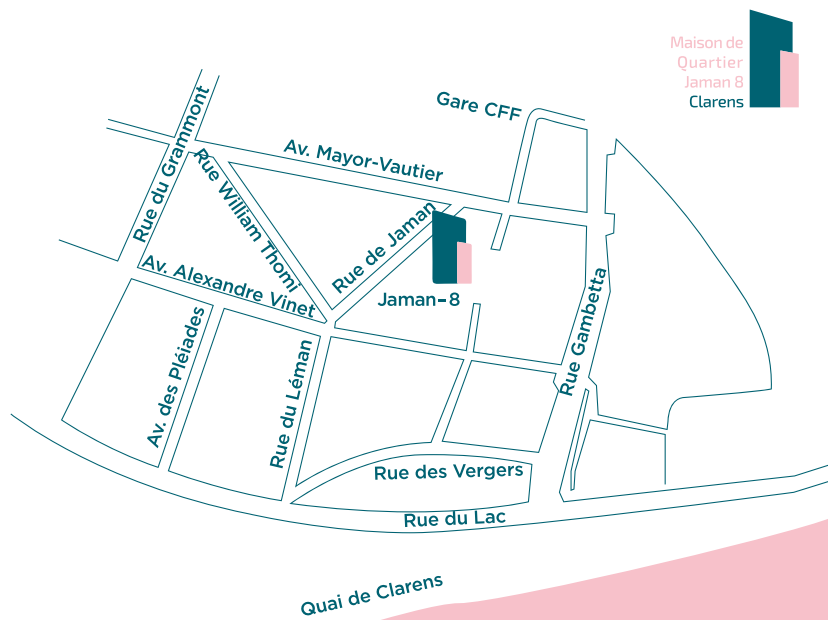 Maison de
Quartier
Jaman 8
Clarens
Gare CFF
Rue du Grammont
Av. Mayor-Vautier
Rue William Thomi
Rue de Jaman
Av. Alexandre Vinet
Jaman-8
Rue Gambetta
Av. des Pléiades
Rue du Léman
Rue des Vergers
Rue du Lac
Quai de Clarens